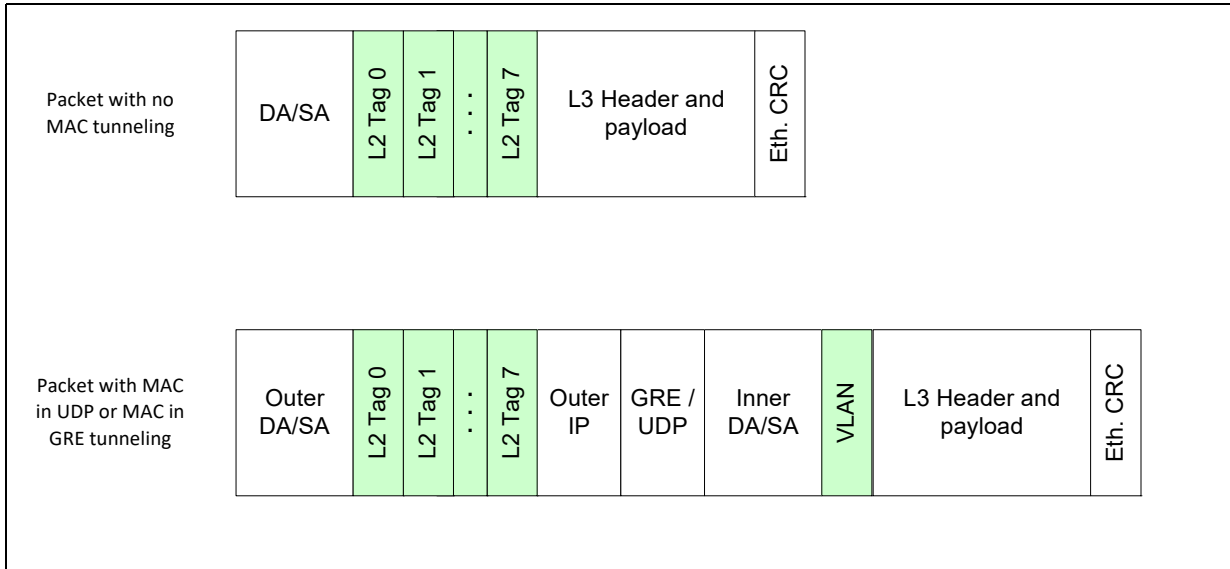 Packet with no
MAC tunneling
DA/SA
L2 Tag 0
L2 Tag 1
. . .
L2 Tag 7
L3 Header and
payload
Eth. CRC
Packet with MAC
in UDP or MAC in
GRE tunneling
Outer
DA/SA
L2 Tag 0
L2 Tag 1
. . .
L2 Tag 7
Outer
IP
GRE /
UDP
Inner
DA/SA
VLAN
L3 Header and
payload
Eth. CRC